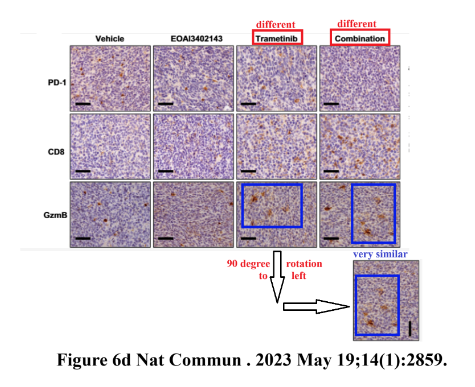 different different
Vehicle EOAI3402143 Trametinib Combination
PD-1
CD8
GzmB
90 degree rotation very similar
to left
Figure 6d Nat Commun . 2023 May 19;14(1):2859.